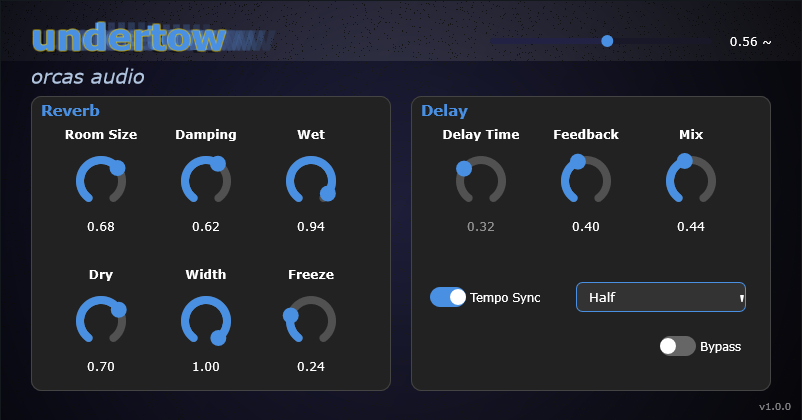 undertow
0.56 ~
orcas audio
Reverb
Room Size Damping Wet
0.68 0.62 0.94
Dry Width Freeze
0.70 1.00 0.24
Delay
Delay Time Feedback Mix
0.32 0.40 0.44
Tempo Sync Half
Bypass
v1.0.0